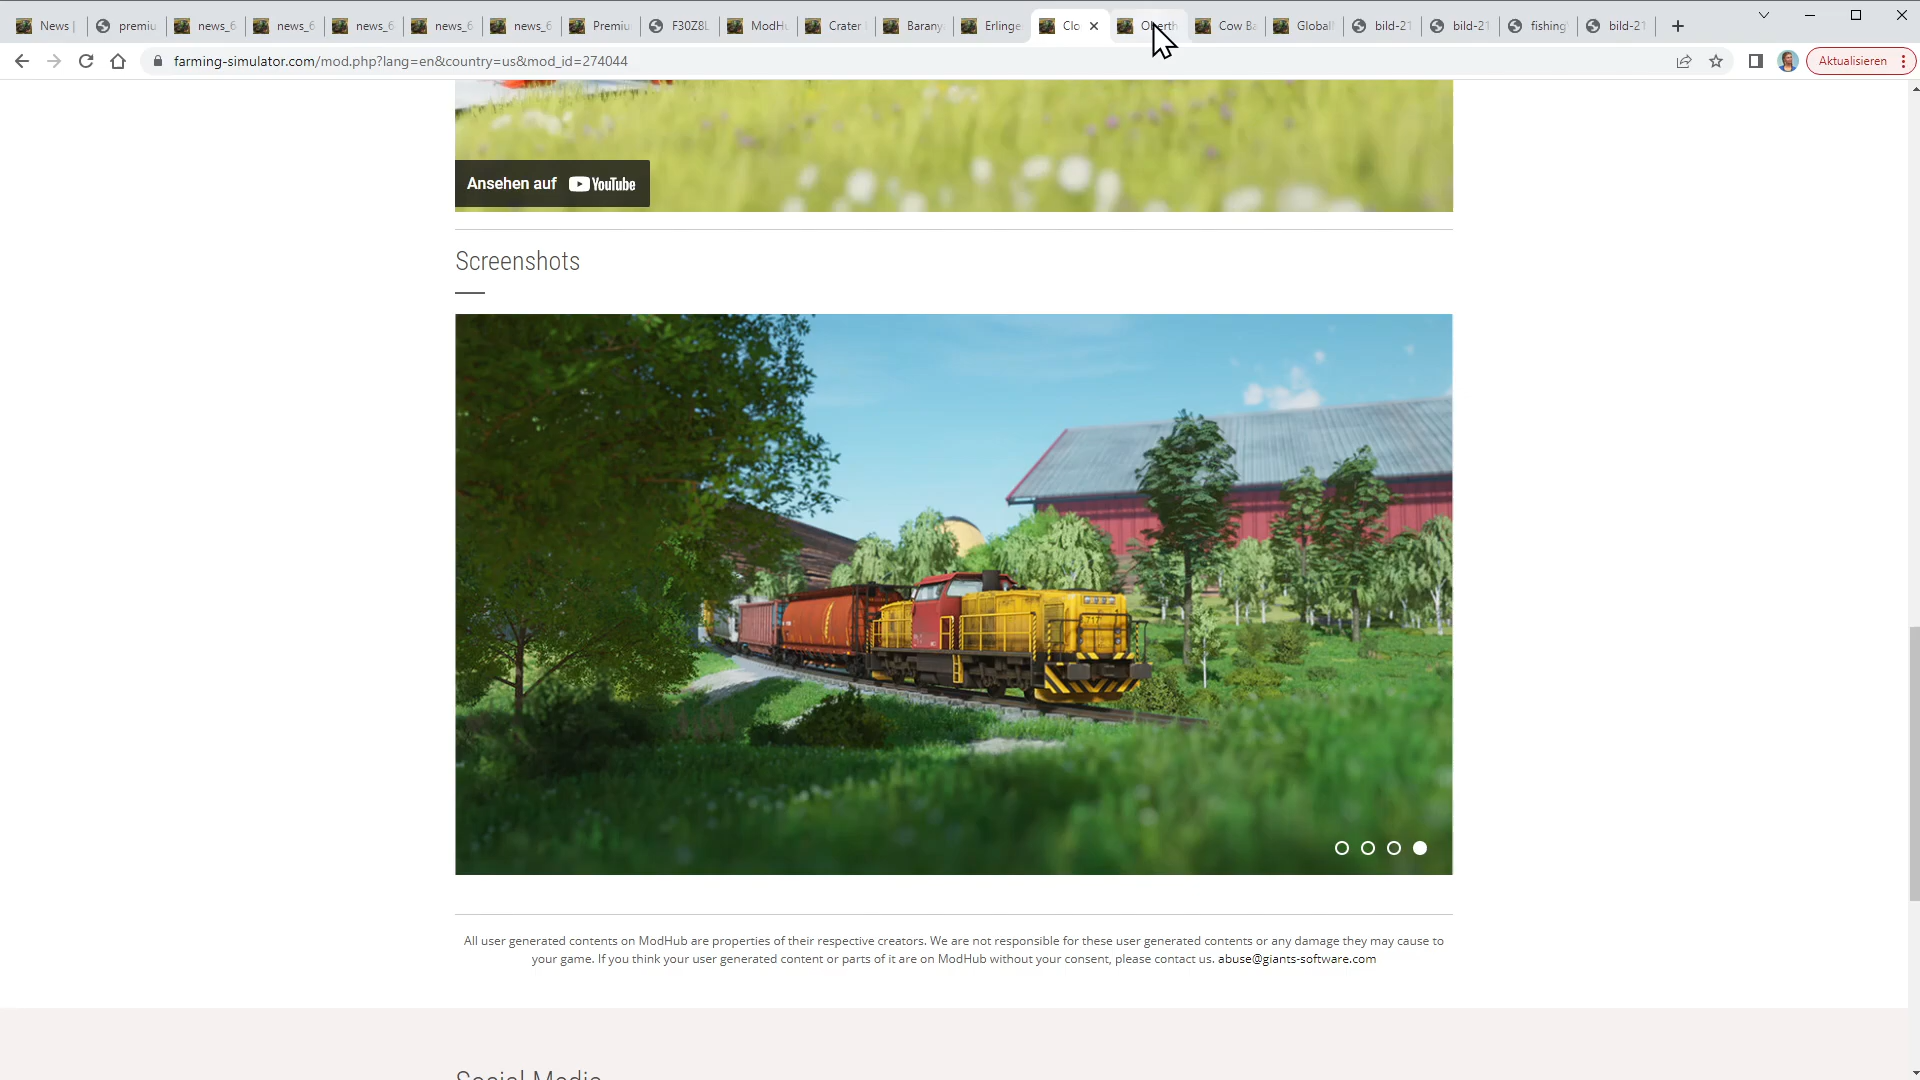 News |
premiu
news_6
news_6
news_6
news_6
news_6
Premiu
F30Z8L
ModHu
Crater
Barany
Erlinge
Clo
Oberth
Cow Ba
Global
bild-21
bild-21
fishing
bild-21
farming-simulator.com/mod.php?lang=en&country=us&mod_id=274044
Aktualisieren
Ansehen auf YouTube
Screenshots
717
All user generated contents on ModHub are properties of their respective creators. We are not responsible for these user generated contents or any damage they may cause to
your game. If you think your user generated content or parts of it are on ModHub without your consent, please contact us. abuse@giants-software.com
Social Media